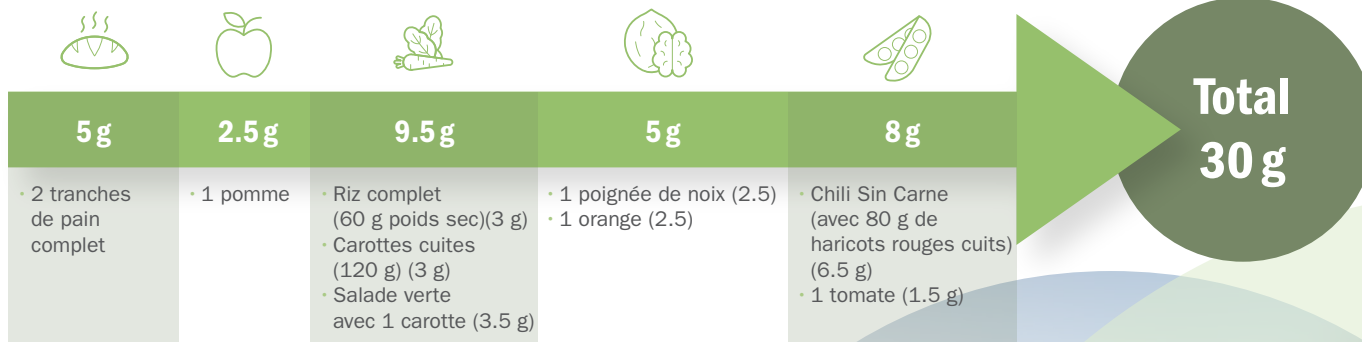 5 g
2.5 g
9.5 g
5 g
8 g
Total
30 g
· 2 tranches
de pain
complet
· 1 pomme
· Riz complet
(60 g poids sec)(3 g)
· Carottes cuites
(120 g) (3 g)
· Salade verte
avec 1 carotte (3.5 g)
· 1 poignée de noix (2.5)
· 1 orange (2.5)
· Chili Sin Carne
(avec 80 g de
haricots rouges cuits)
(6.5 g)
· 1 tomate (1.5 g)